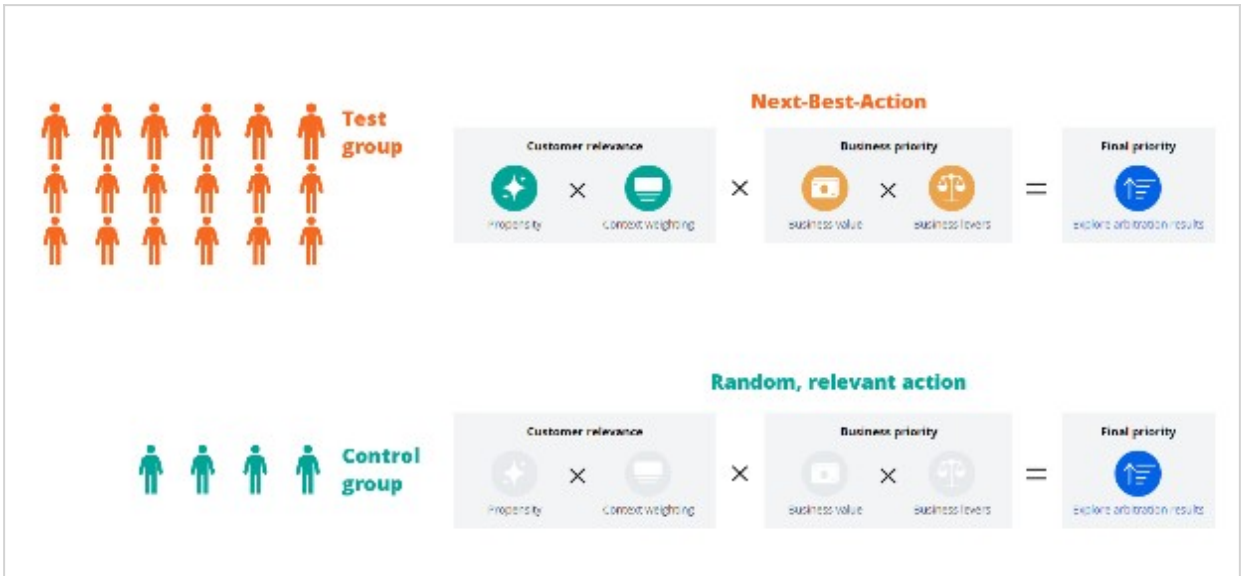 Next-Best-Action
Test
group
Customer relevance
Business priority
Final priority
×
×
×
=
Propensity
Context weighting
Business value
Business levers
Explore arbitration results
Random, relevant action
Control
group
Customer relevance
Business priority
Final priority
×
×
×
=
Propensity
Context weighting
Business value
Business levers
Explore arbitration results